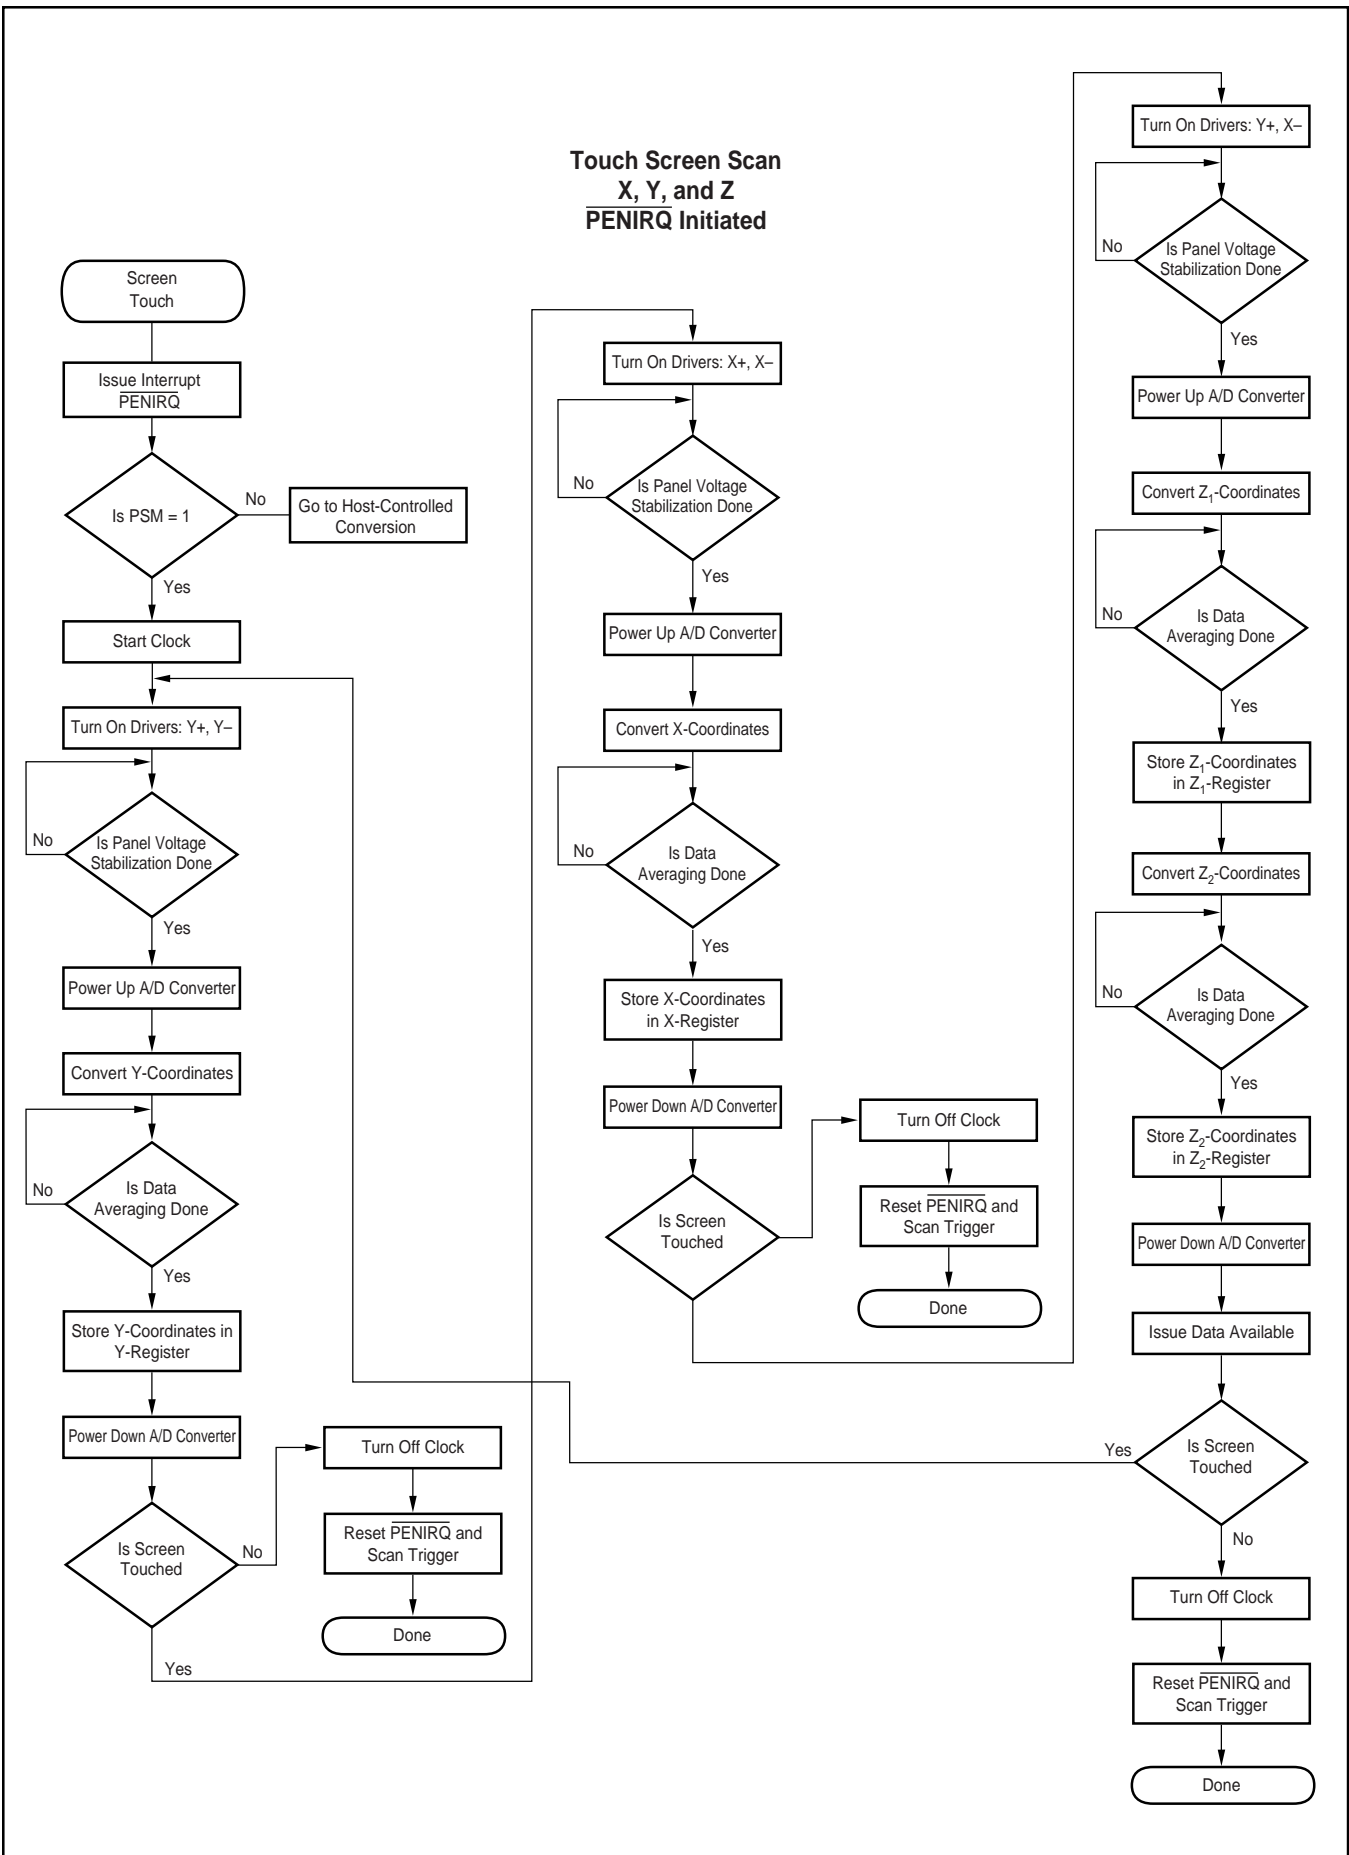 Touch Screen Scan
X, Y, and Z
PENIRQ Initiated
Screen
Touch
Issue Interrupt
PENIRQ
Is PSM = 1
No
Go to Host-Controlled
Conversion
Yes
Start Clock
Turn On Drivers: Y+, Y–
Is Panel Voltage
Stabilization Done
No
Yes
Power Up A/D Converter
Convert Y-Coordinates
Is Data
Averaging Done
No
Yes
Store Y-Coordinates in
Y-Register
Power Down A/D Converter
Is Screen
Touched
No
Turn Off Clock
Reset PENIRQ and
Scan Trigger
Done
Yes
Turn On Drivers: X+, X–
Is Panel Voltage
Stabilization Done
No
Yes
Power Up A/D Converter
Convert X-Coordinates
Is Data
Averaging Done
No
Yes
Store X-Coordinates
in X-Register
Power Down A/D Converter
Is Screen
Touched
Turn Off Clock
Reset PENIRQ and
Scan Trigger
Done
Turn On Drivers: Y+, X–
Is Panel Voltage
Stabilization Done
No
Yes
Power Up A/D Converter
Convert Z1-Coordinates
Is Data
Averaging Done
No
Yes
Store Z1-Coordinates
in Z1-Register
Convert Z2-Coordinates
Is Data
Averaging Done
No
Yes
Store Z2-Coordinates
in Z2-Register
Power Down A/D Converter
Issue Data Available
Is Screen
Touched
Yes
No
Turn Off Clock
Reset PENIRQ and
Scan Trigger
Done